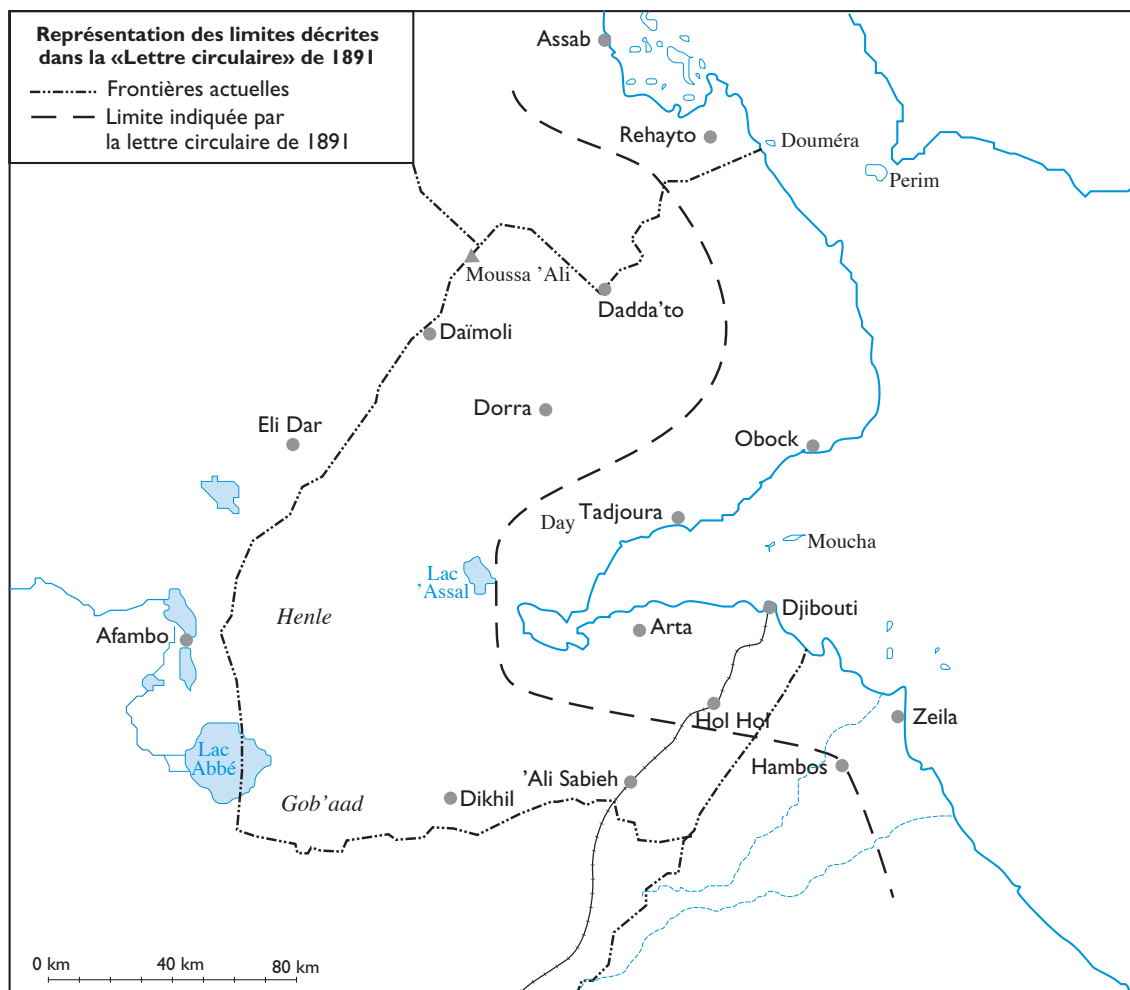 Représentation des limites décrites
dans la «Lettre circulaire» de 1891
Frontières actuelles
Limite indiquée par
la lettre circulaire de 1891
Assab
Rehayto
Douméra
Perim
Moussa ’Ali
Dadda’to
Daïmoli
Dorra
Eli Dar
Obock
Day
Tadjoura
Moucha
Lac
’Assal
Henle
Djibouti
Afambo
Arta
Hol Hol
Zeila
Lac
Abbé
’Ali Sabieh
Hambos
Gob’aad
Dikhil
0 km
40 km
80 km